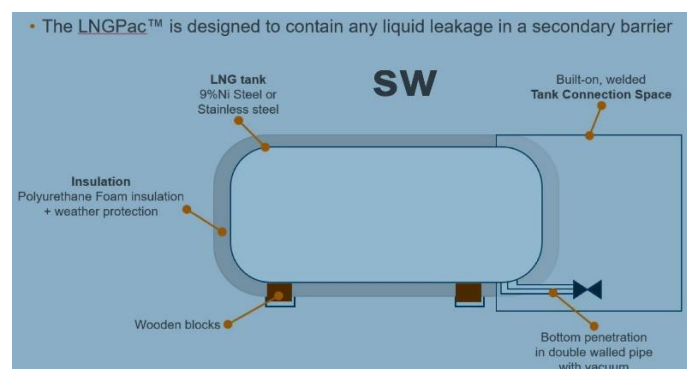 • The LNGPac™ is designed to contain any liquid leakage in a secondary barrier
SW
LNG tank
9%Ni Steel or
Stainless steel
Built-on, welded
Tank Connection Space
Insulation
Polyurethane Foam insulation
+ weather protection
Wooden blocks
Bottom penetration
in double walled pipe
with vacuum